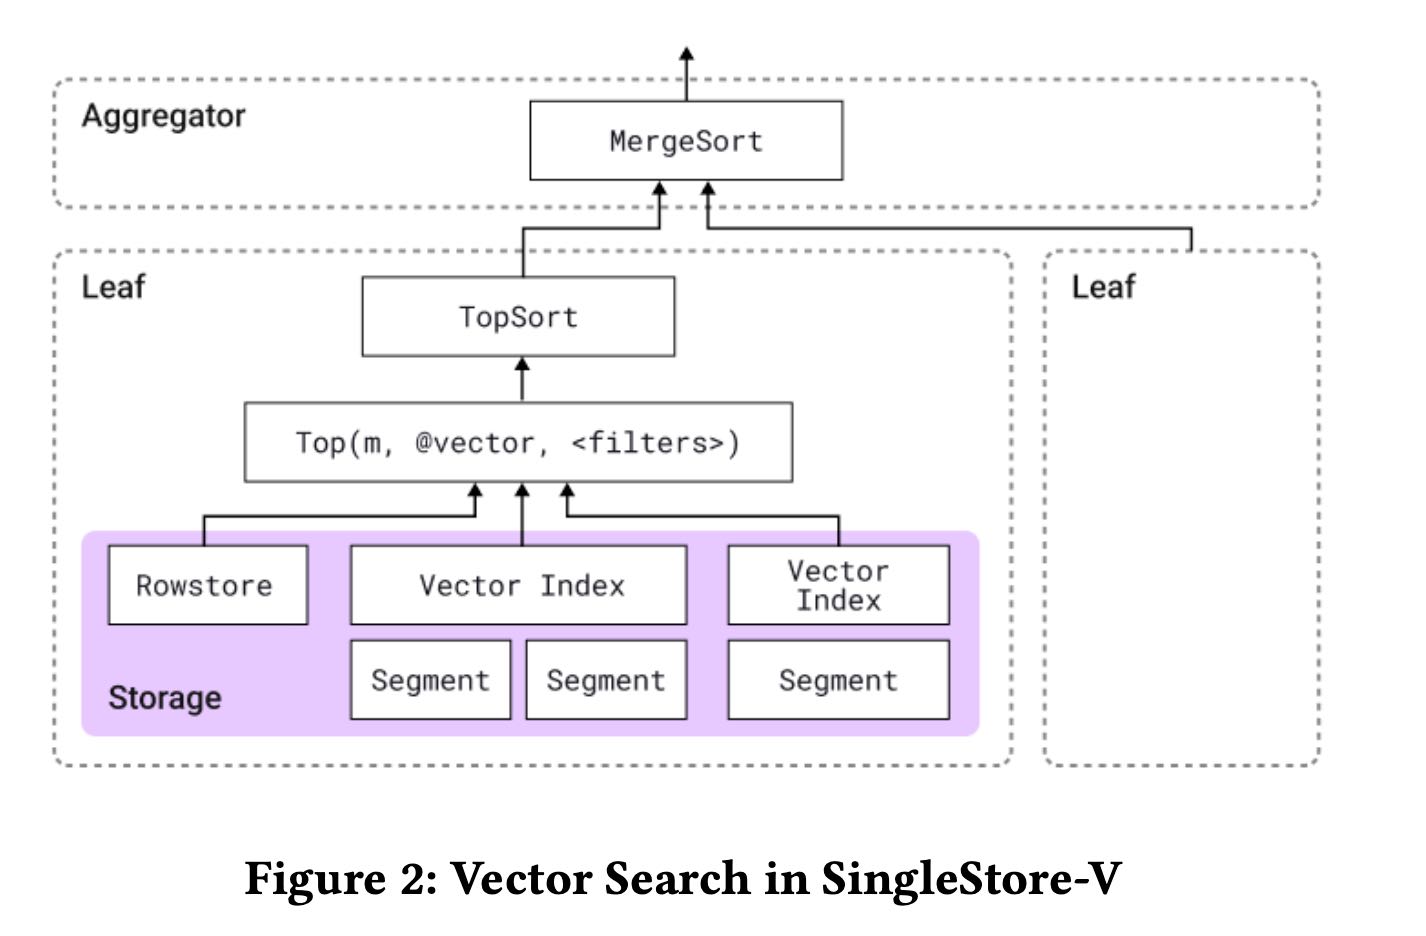 Aggregator
MergeSort
Leaf
TopSort
Top(m, @vector, <filters>)
Rowstore
Vector Index
Vector
Index
Segment
Segment
Segment
Storage
Leaf
Figure 2: Vector Search in SingleStore-V